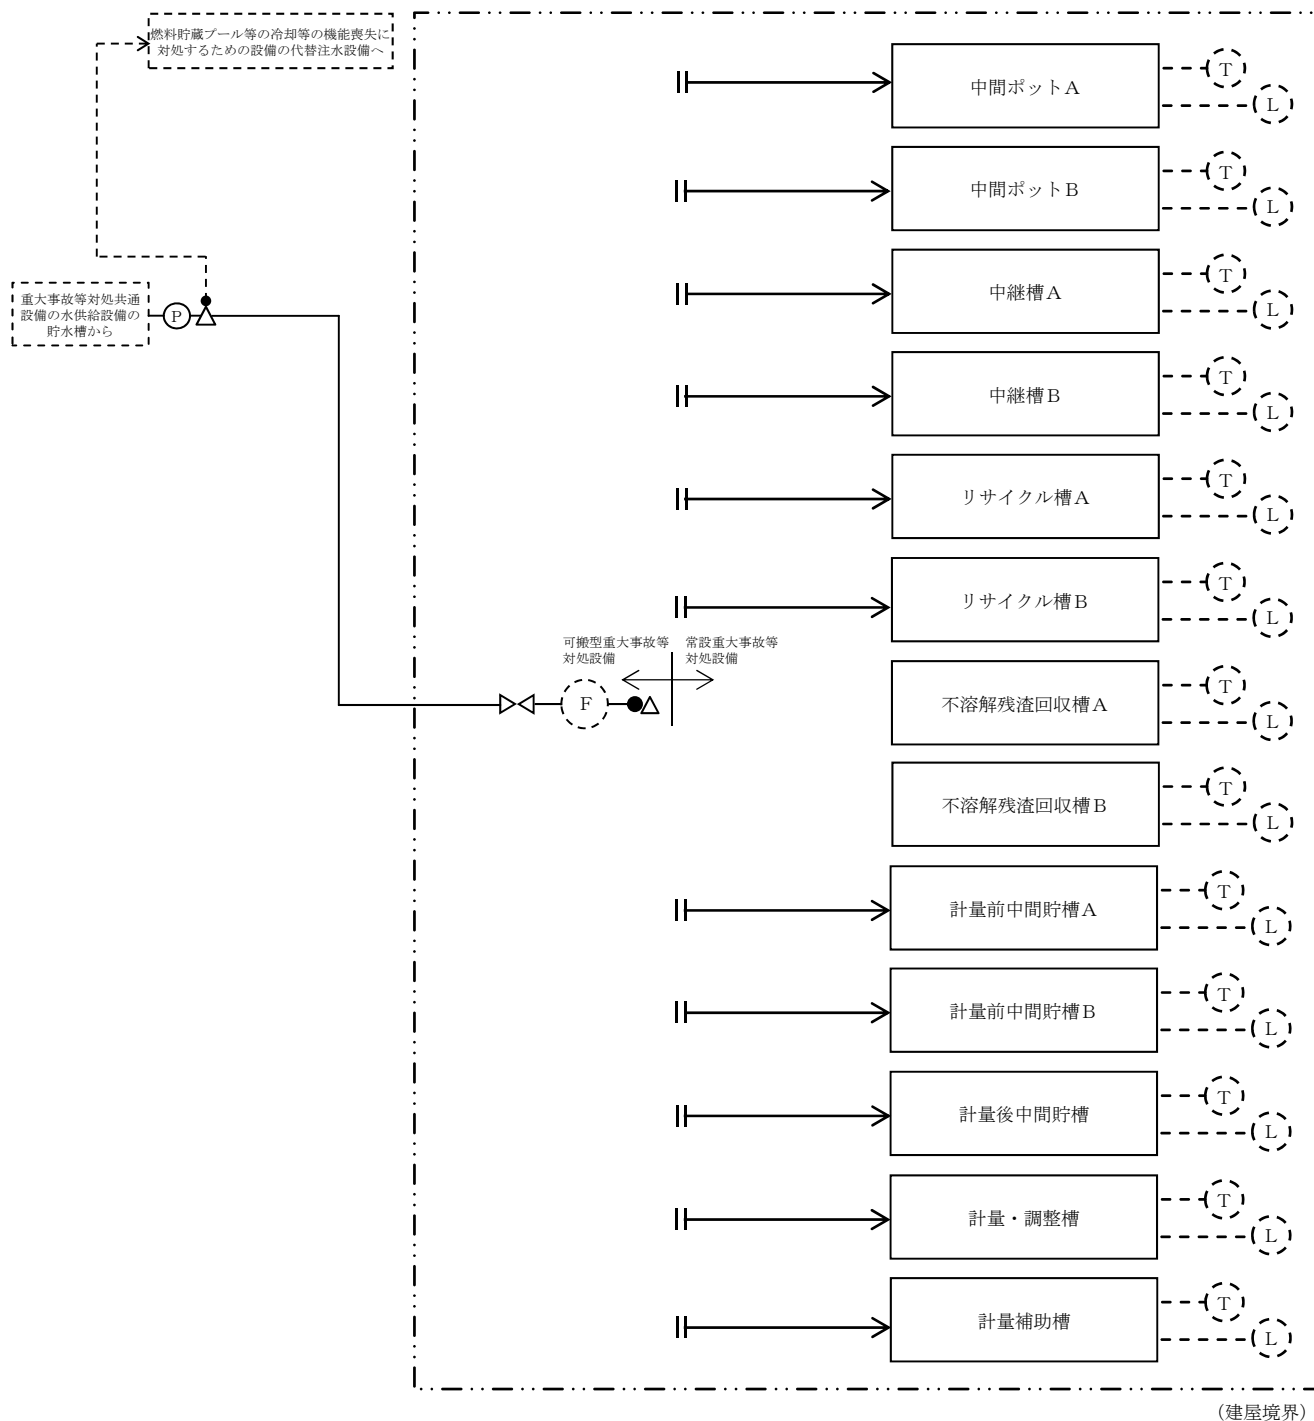 燃料貯蔵プール等の冷却等の機能喪失に
対処するための設備の代替注水設備へ
重大事故等対処共通
設備の水供給設備の
貯水槽から
P
可搬型重大事故等
対処設備
常設重大事故等
対処設備
F
中間ポットA
T
L
中間ポットB
T
L
中継槽A
T
L
中継槽B
T
L
リサイクル槽A
T
L
リサイクル槽B
T
L
不溶解残渣回収槽A
T
L
不溶解残渣回収槽B
T
L
計量前中間貯槽A
T
L
計量前中間貯槽B
T
L
計量後中間貯槽
T
L
計量・調整槽
T
L
計量補助槽
T
L
（建屋境界）